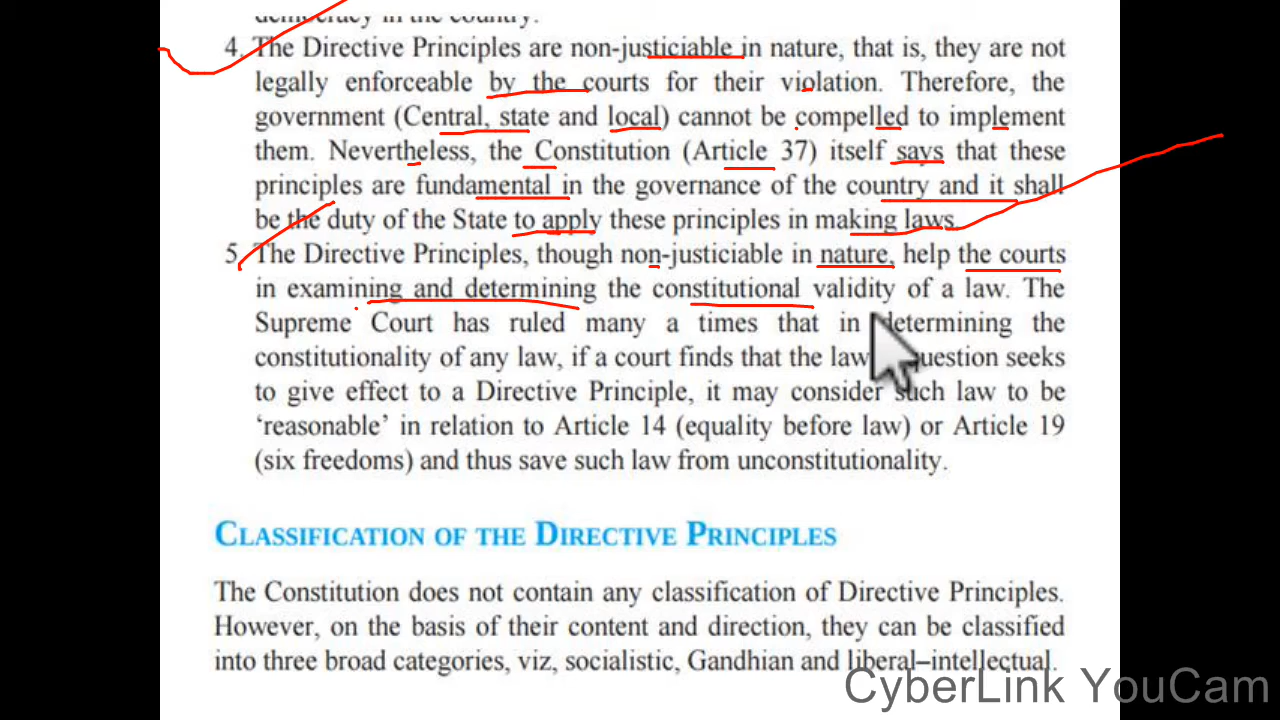 democracy in the country.
4. The Directive Principles are non-justiciable in nature, that is, they are not
legally enforceable by the courts for their violation. Therefore, the
government (Central, state and local) cannot be compelled to implement
them. Nevertheless, the Constitution (Article 37) itself says that these
principles are fundamental in the governance of the country and it shall
be the duty of the State to apply these principles in making laws.
5. The Directive Principles, though non-justiciable in nature, help the courts
in examining and determining the constitutional validity of a law. The
Supreme Court has ruled many a times that in determining the
constitutionality of any law, if a court finds that the law question seeks
to give effect to a Directive Principle, it may consider such law to be
‘reasonable’ in relation to Article 14 (equality before law) or Article 19
(six freedoms) and thus save such law from unconstitutionality.
CLASSIFICATION OF THE DIRECTIVE PRINCIPLES
The Constitution does not contain any classification of Directive Principles.
However, on the basis of their content and direction, they can be classified
into three broad categories, viz, socialistic, Gandhian and liberal–intellectual.
CyberLink YouCam